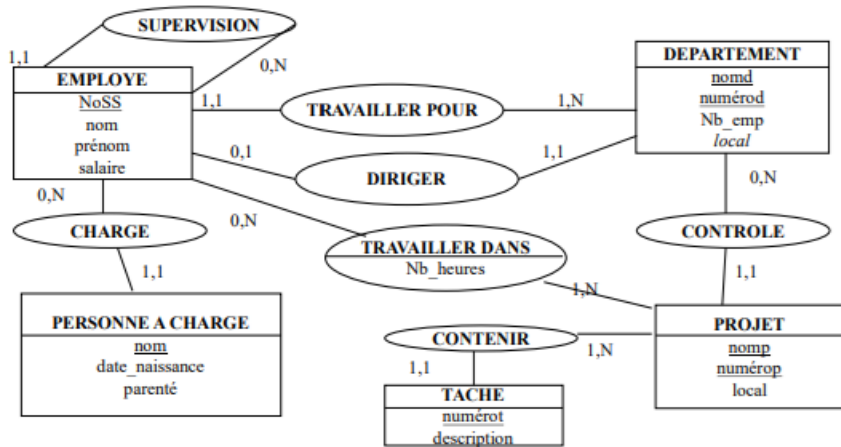 SUPERVISION
1,1
0,N
EMPLOYE
NoSS
nom
prénom
salaire
1,1
TRAVAILLER POUR
1,N
DEPARTEMENT
nomd
numérod
Nb_emp
local
0,1
DIRIGER
1,1
0,N
CHARGE
1,1
0,N
TRAVAILLER DANS
Nb_heures
1,N
0,N
CONTROLE
1,1
PERSONNE A CHARGE
nom
date_naissance
parenté
CONTENIR
1,N
1,1
TACHE
numérot
description
PROJET
nomp
numérop
local